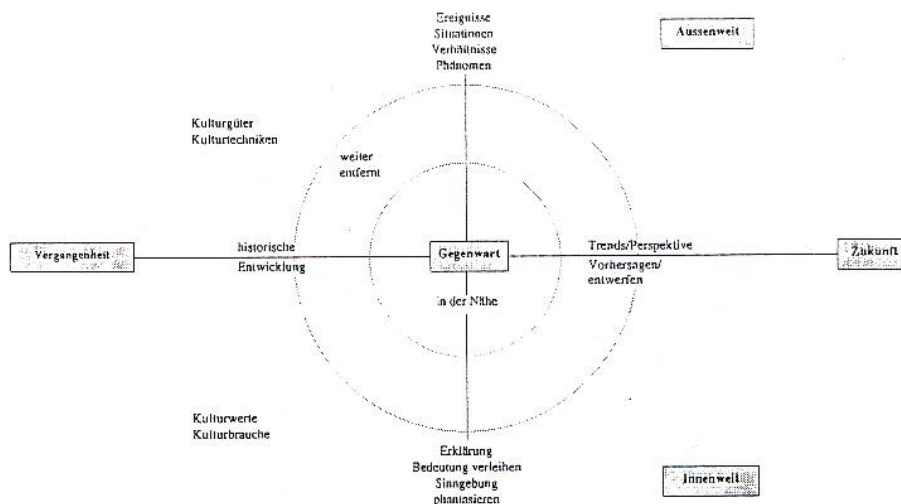 Ereignisse
Situationen
Verhältnisse
Phänomen
Aussenwelt
Kulturgüter
Kulturtechniken
weiter
entfernt
Vergangenheit
historische
Entwicklung
Gegenwart
Trends/Perspektive
Vorhersagen/
entwerfen
Zukunft
in der Nähe
Kulturwerte
Kulturbrauche
Erklärung
Bedeutung verleihen
Sinngebung
phantasieren
Innenwelt